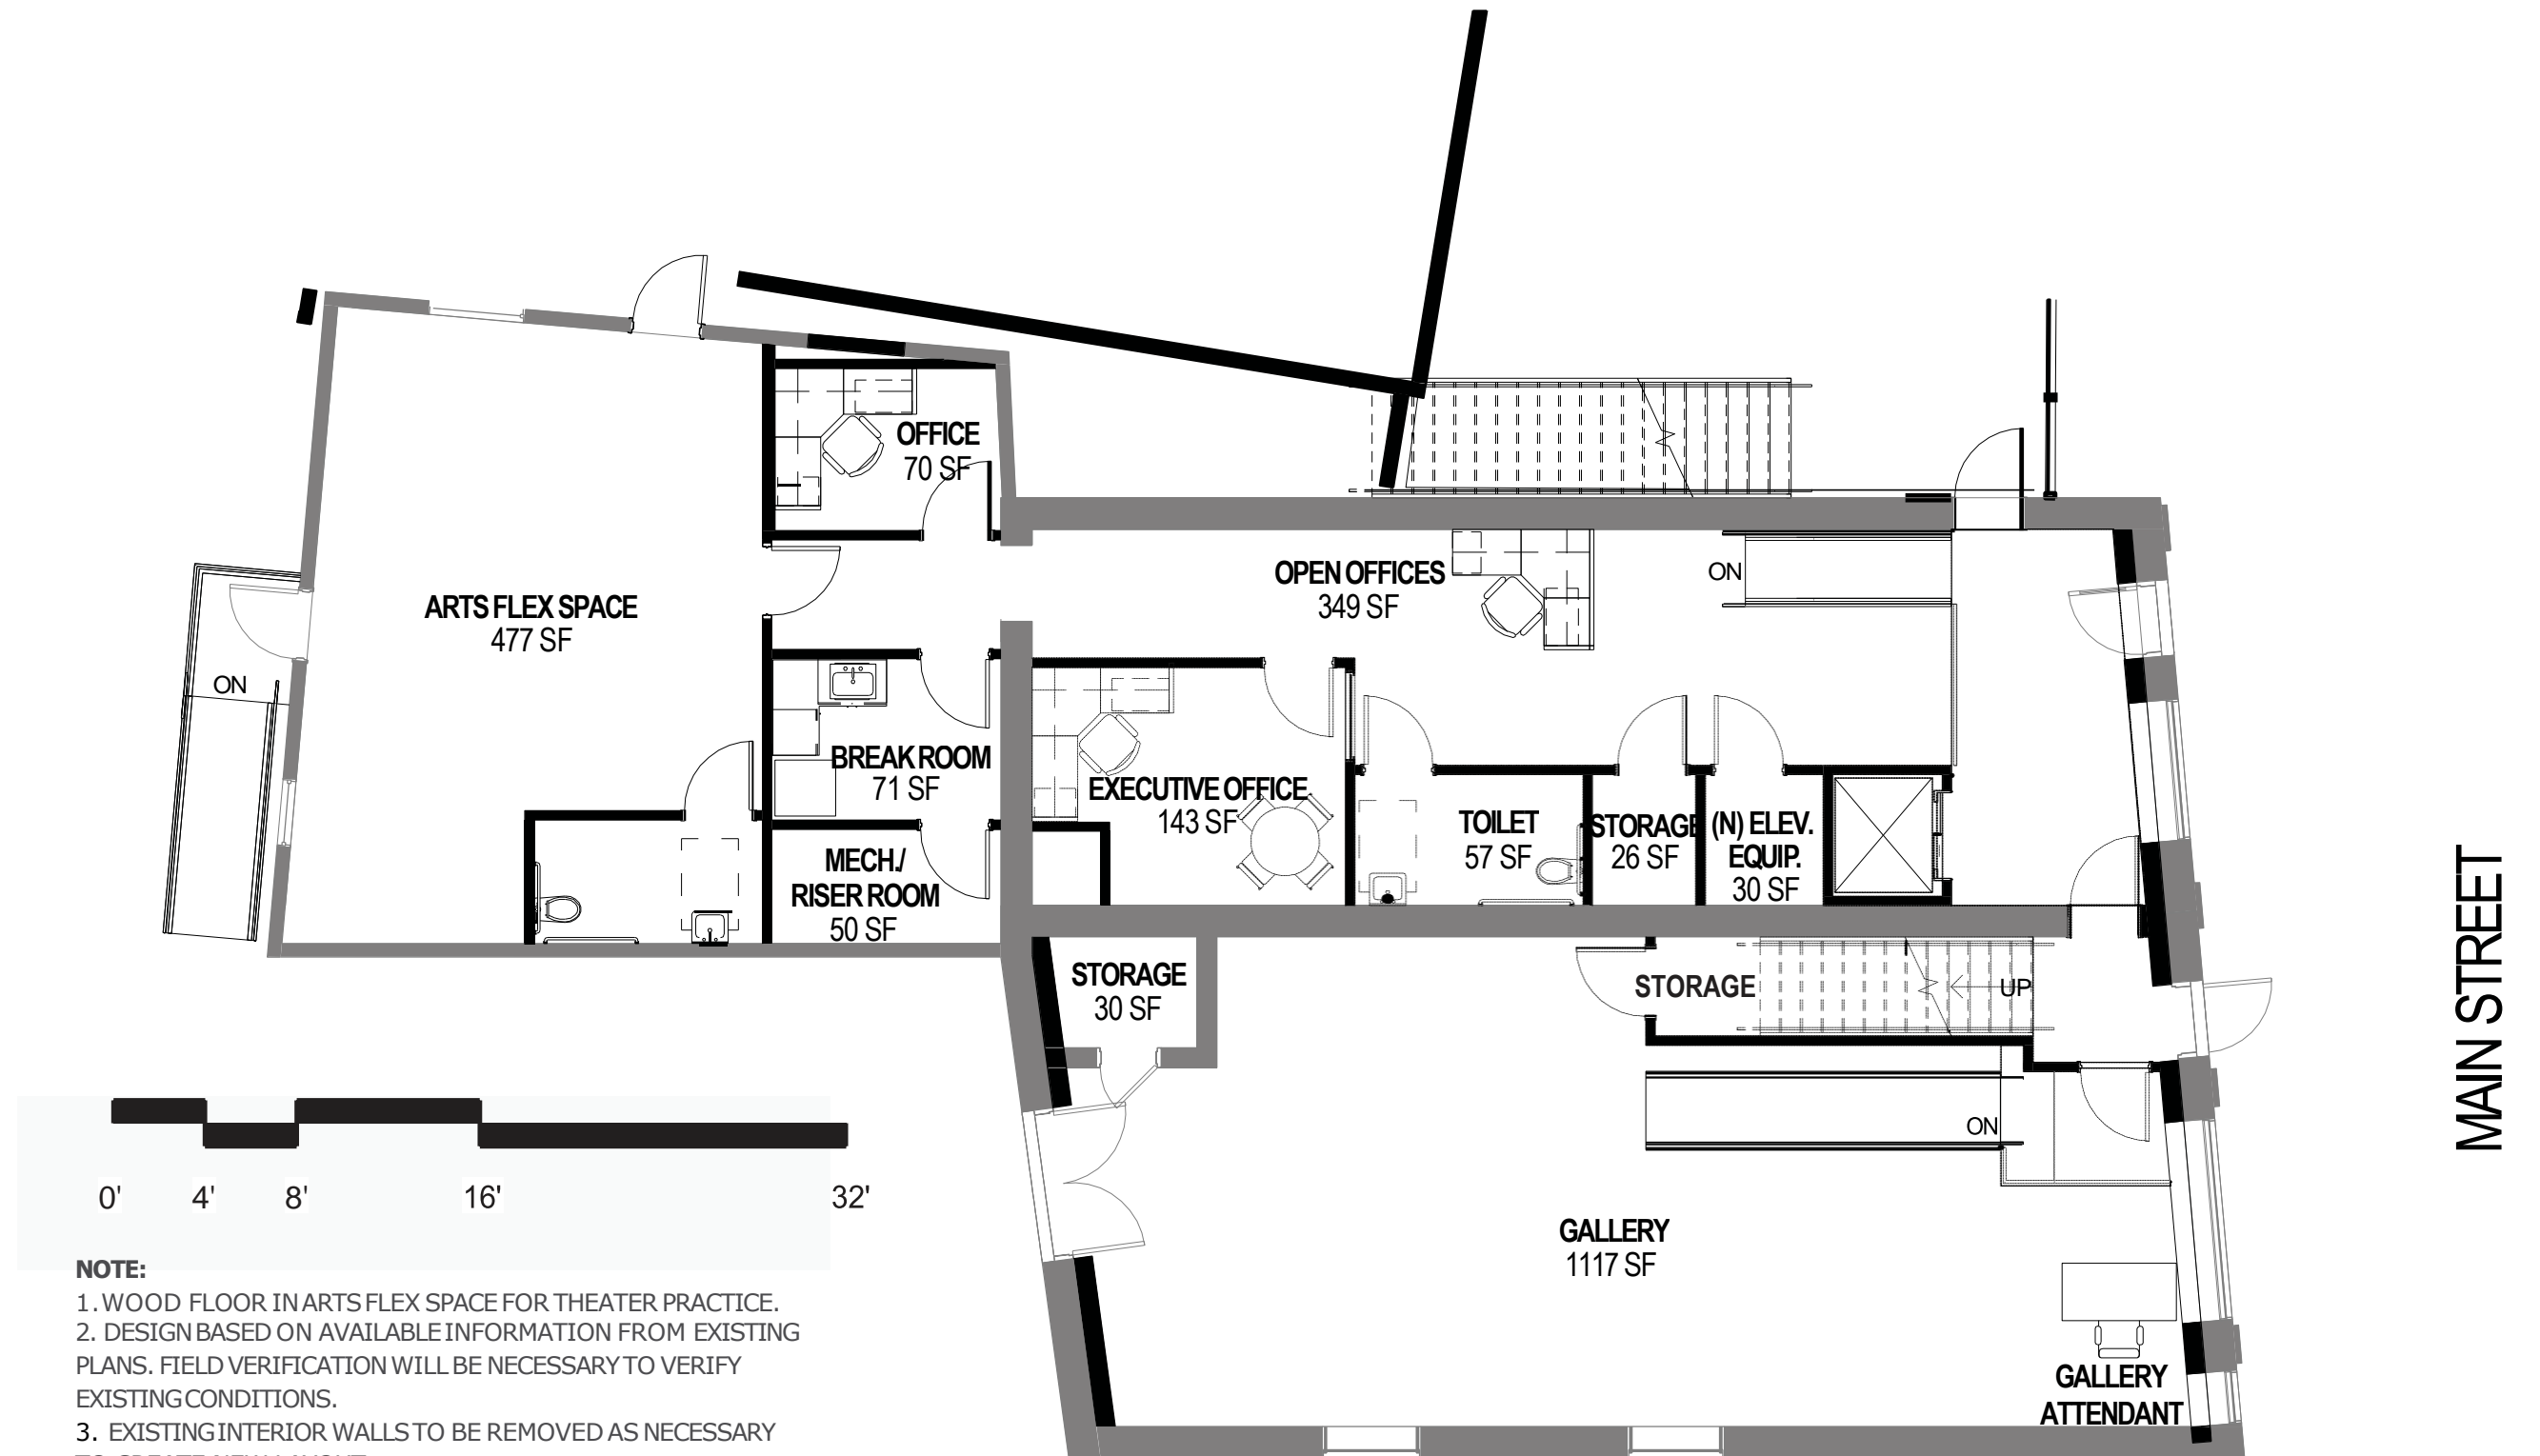 OFFICE
70 SF
OPEN OFFICES
349 SF
ON
ARTS FLEX SPACE
477 SF
ON
BREAK ROOM
71 SF
EXECUTIVE OFFICE
143 SF
TOILET
57 SF
STORAGE
26 SF
(N) ELEV.
EQUIP.
30 SF
MECH./
RISER ROOM
50 SF
STORAGE
30 SF
STORAGE
UP
ON
MAIN STREET
0' 4' 8' 16' 32'
GALLERY
1117 SF
GALLERY
ATTENDANT
NOTE:
1. WOOD FLOOR IN ARTS FLEX SPACE FOR THEATER PRACTICE.
2. DESIGN BASED ON AVAILABLE INFORMATION FROM EXISTING
PLANS. FIELD VERIFICATION WILL BE NECESSARY TO VERIFY
EXISTING CONDITIONS.
3. EXISTING INTERIOR WALLS TO BE REMOVED AS NECESSARY